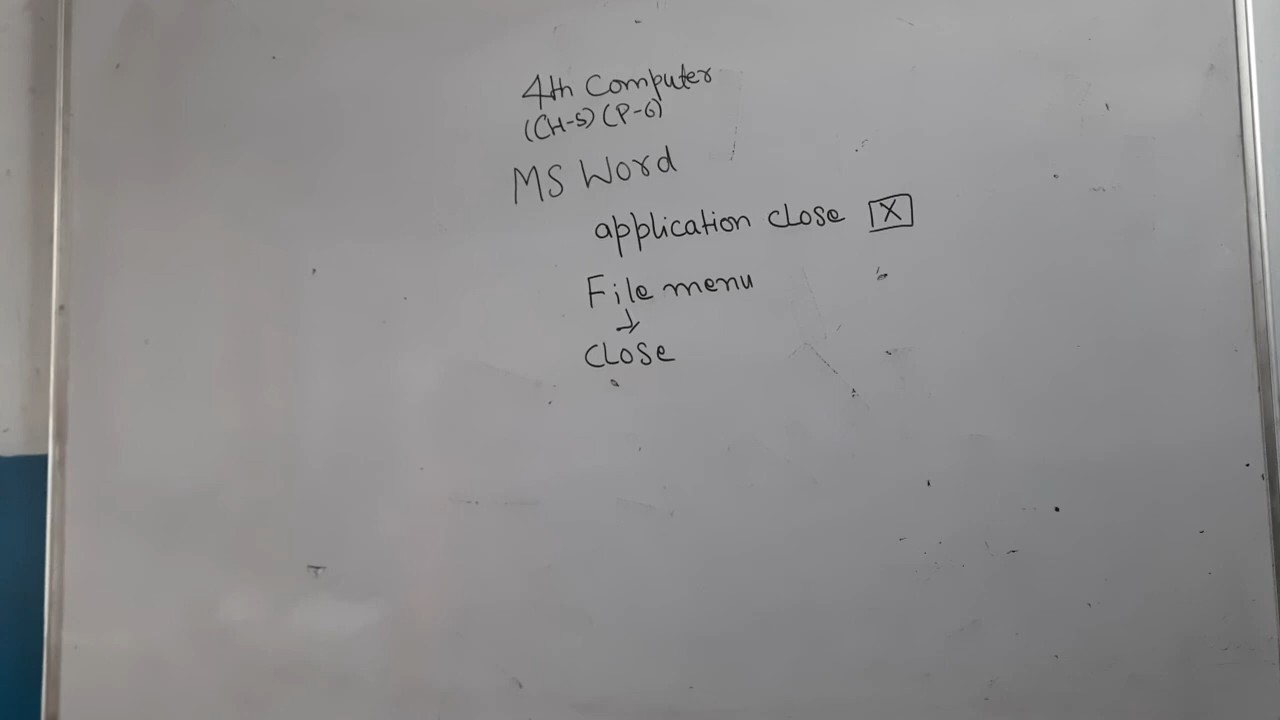 4th Computer
(CH-5) (P-6)
MS Word
application close X
File menu
↓
close